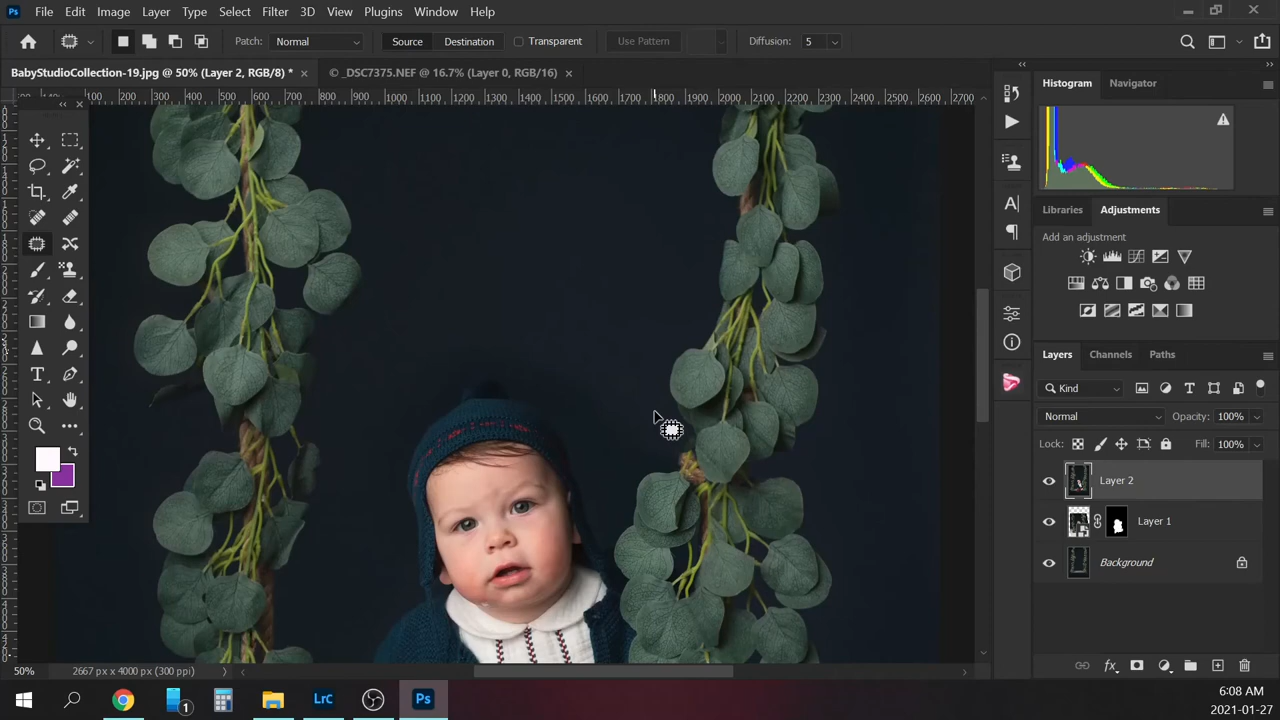 Ps File Edit Image Layer Type Select Filter 3D View Plugins Window Help
Patch: Normal Source Destination Transparent Use Pattern Diffusion: 5
BabyStudioCollection-19.jpg @ 50% (Layer 2, RGB/8) * × © _DSC7375.NEF @ 16.7% (Layer 0, RGB/16) ×
100 200 300 400 500 600 700 800 900 1000 1100 1200 1300 1400 1500 1600 1700 1800 1900 2000 2100 2200 2300 2400 2500 2600 2700
Histogram Navigator
Libraries Adjustments
Add an adjustment
Layers Channels Paths
Kind
Normal Opacity: 100%
Lock: Fill: 100%
Layer 2
Layer 1
Background
50% 2667 px x 4000 px (300 ppi)
1 LrC Ps
6:08 AM
2021-01-27